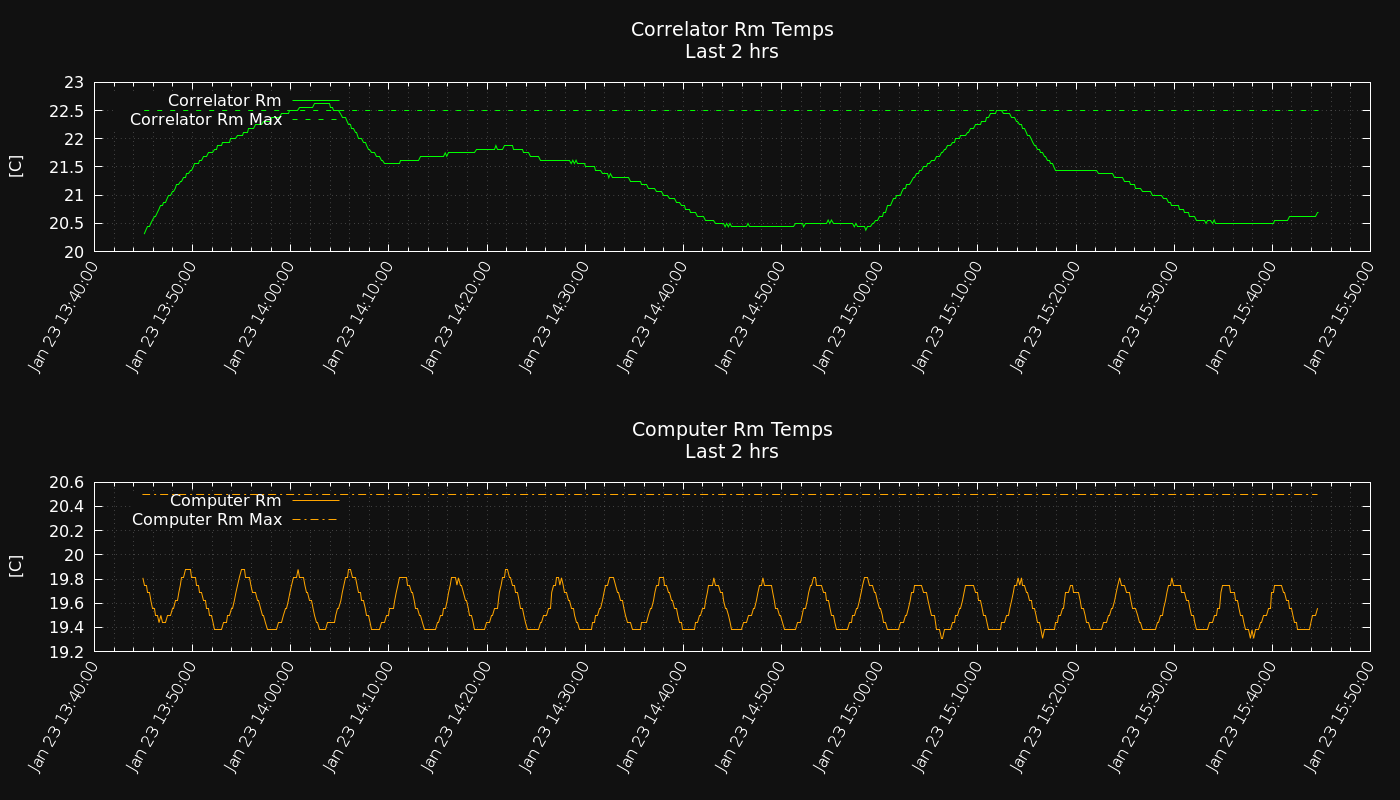 Correlator Rm Temps
Last 2 hrs
23
22.5
22
21.5
21
20.5
20
[C]
Correlator Rm
Correlator Rm Max
Jan 23 13:40:00
Jan 23 13:50:00
Jan 23 14:00:00
Jan 23 14:10:00
Jan 23 14:20:00
Jan 23 14:30:00
Jan 23 14:40:00
Jan 23 14:50:00
Jan 23 15:00:00
Jan 23 15:10:00
Jan 23 15:20:00
Jan 23 15:30:00
Jan 23 15:40:00
Jan 23 15:50:00
Computer Rm Temps
Last 2 hrs
20.6
20.4
20.2
20
19.8
19.6
19.4
19.2
[C]
Computer Rm
Computer Rm Max
Jan 23 13:40:00
Jan 23 13:50:00
Jan 23 14:00:00
Jan 23 14:10:00
Jan 23 14:20:00
Jan 23 14:30:00
Jan 23 14:40:00
Jan 23 14:50:00
Jan 23 15:00:00
Jan 23 15:10:00
Jan 23 15:20:00
Jan 23 15:30:00
Jan 23 15:40:00
Jan 23 15:50:00